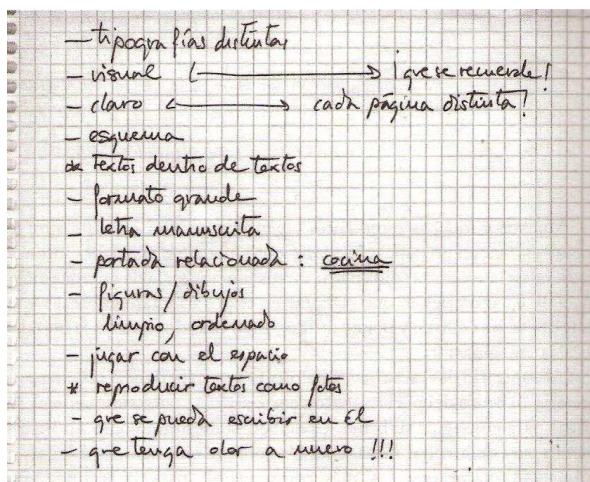 - tipografías distintas
- visual <———> ¡que se recuerde!
- claro <———> cada página distinta!
- esquema
* textos dentro de textos
- formato grande
- letra manuscrita
- portada relacionada : cocina
- figuras / dibujos
limpio, ordenado
- jugar con el espacio
* reproducir textos como fotos
- que se pueda escribir en Él
- que tenga olor a nuevo !!!